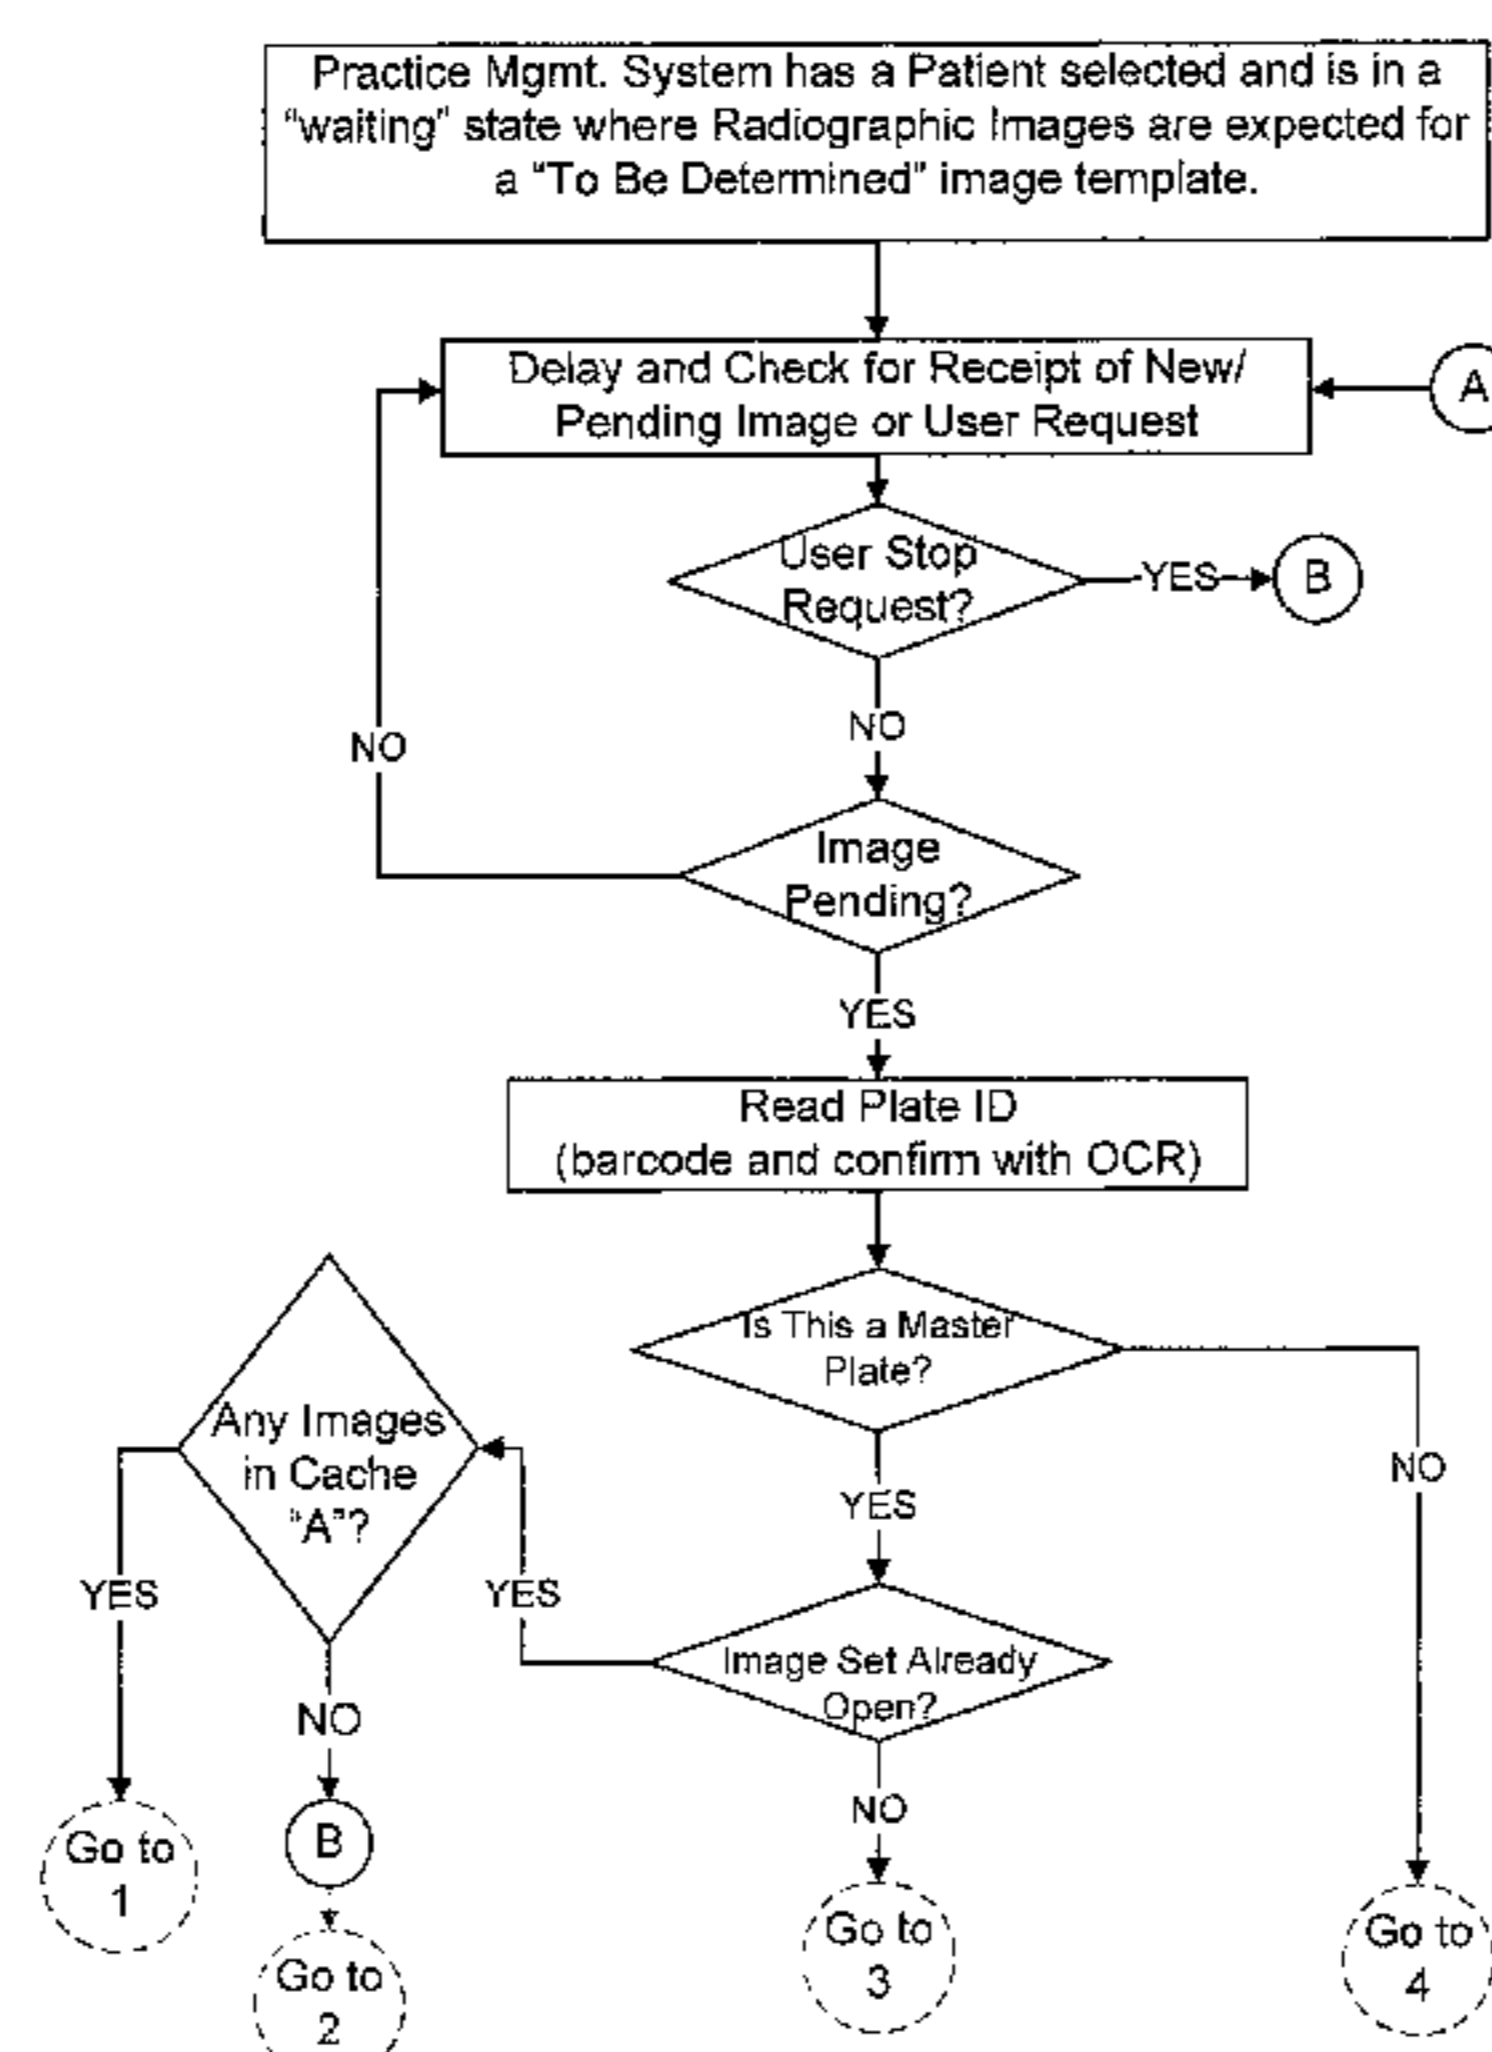 Practice Mgmt. System has a Patient selected and is in a
"waiting" state where Radiographic Images are expected for
a "To Be Determined" image template.
Delay and Check for Receipt of New/
Pending Image or User Request
A
User Stop
Request?
YES
B
NO
NO
Image
Pending?
YES
Read Plate ID
(barcode and confirm with OCR)
Is This a Master
Plate?
Any Images
in Cache
"A"?
NO
YES
YES
YES
Image Set Already
Open?
NO
NO
Go to
1
B
Go to
3
Go to
4
Go to
2